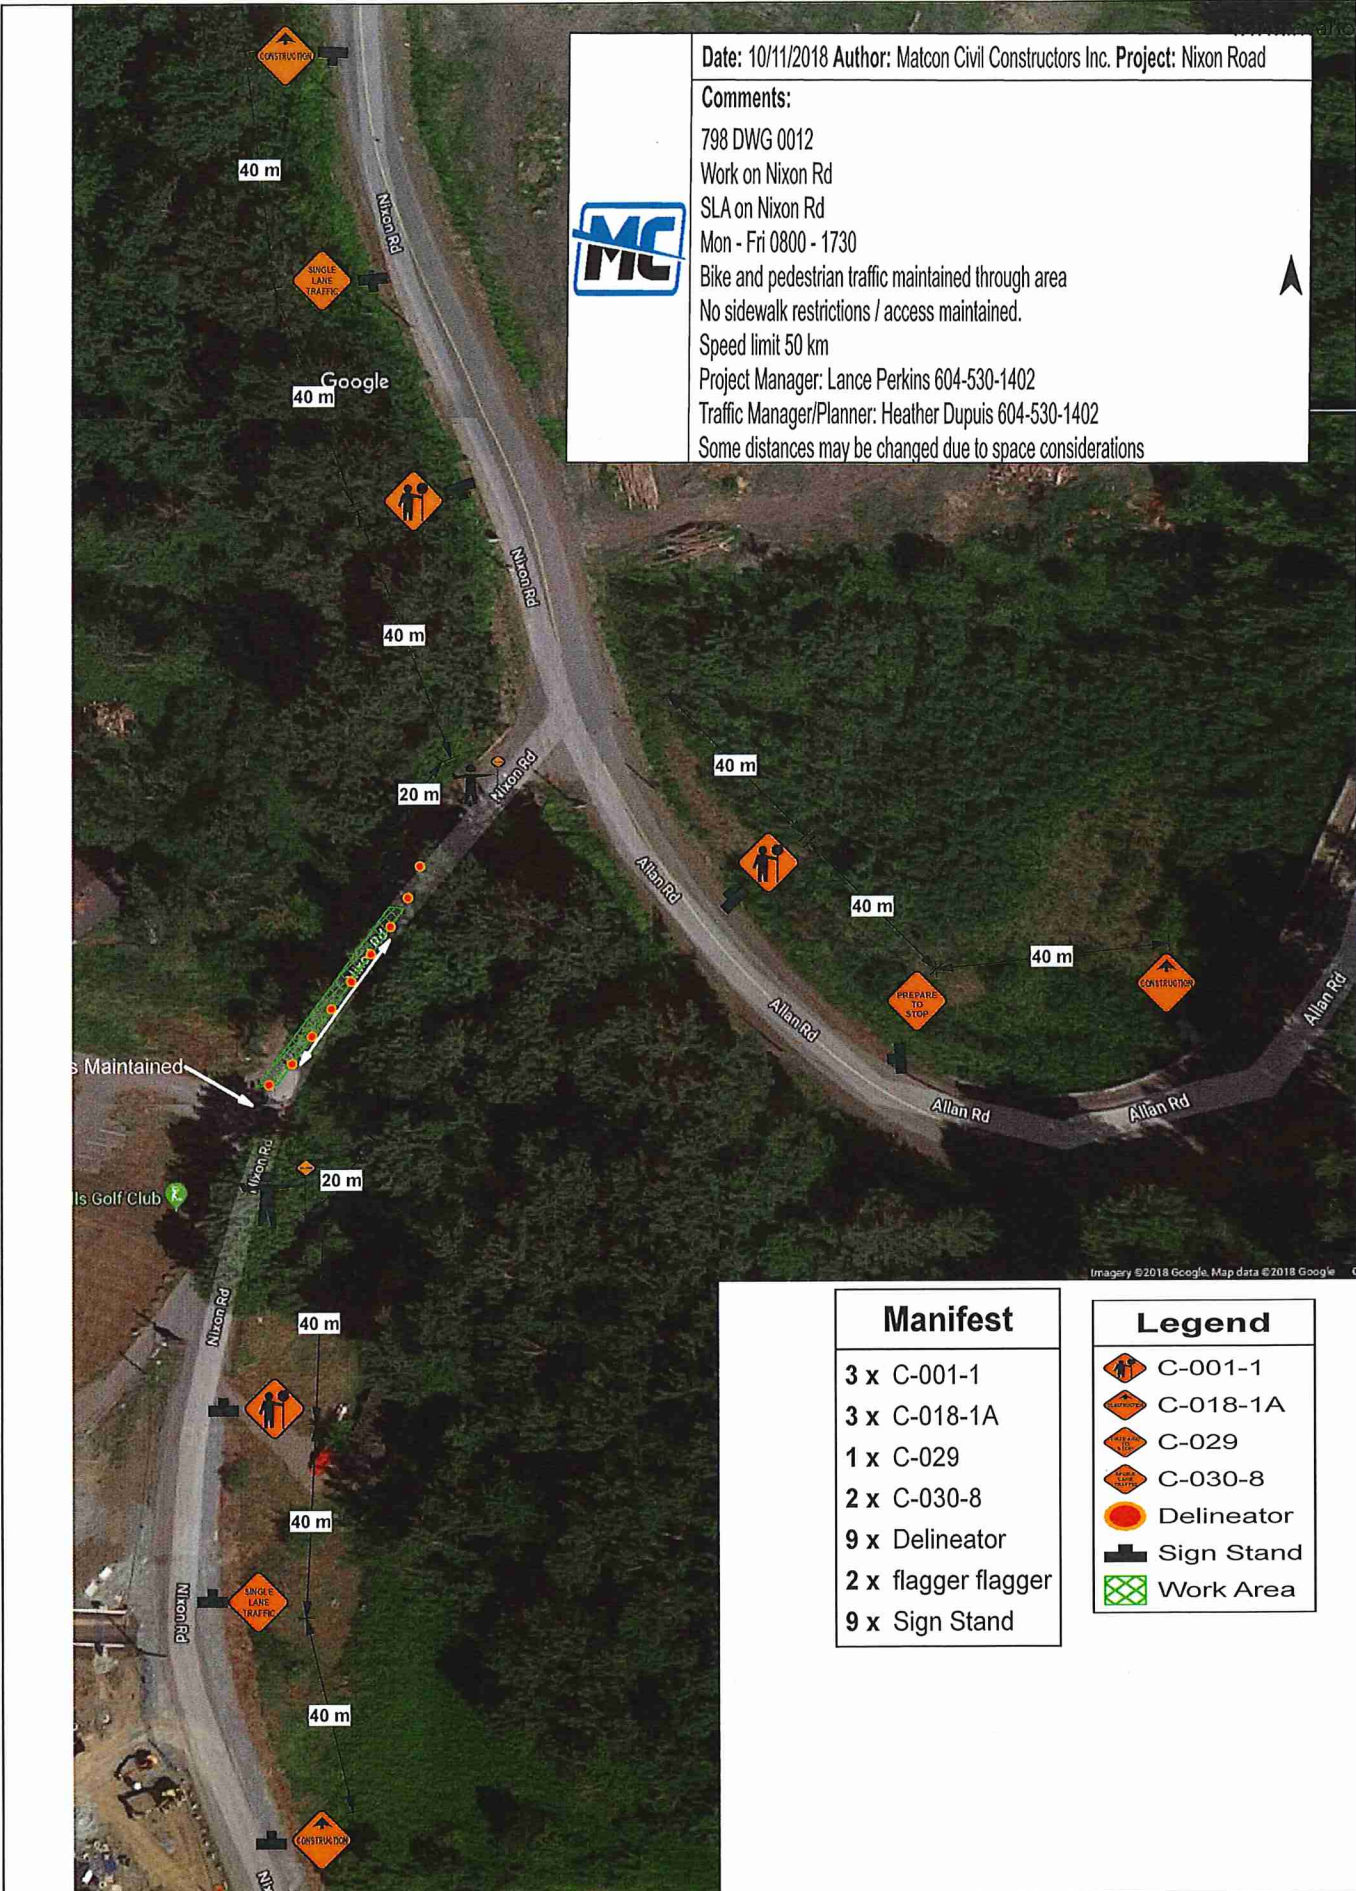 Date: 10/11/2018 Author: Matcon Civil Constructors Inc. Project: Nixon Road
Comments:
798 DWG 0012
Work on Nixon Rd
SLA on Nixon Rd
Mon - Fri 0800 - 1730
Bike and pedestrian traffic maintained through area
No sidewalk restrictions / access maintained.
Speed limit 50 km
Project Manager: Lance Perkins 604-530-1402
Traffic Manager/Planner: Heather Dupuis 604-530-1402
Some distances may be changed due to space considerations
MC
CONSTRUCTION
40 m
Nixon Rd
SINGLE
LANE
TRAFFIC
Google
40 m
Nixon Rd
40 m
Nixon Rd
20 m
40 m
Allan Rd
40 m
40 m
PREPARE
TO
STOP
CONSTRUCTION
Allan Rd
Allan Rd
Allan Rd
Allan Rd
Nixon Rd
s Maintained
Nixon Rd
20 m
ls Golf Club
Nixon Rd
40 m
40 m
SINGLE
LANE
TRAFFIC
Nixon Rd
40 m
CONSTRUCTION
Nix
Imagery ©2018 Google, Map data ©2018 Google
Manifest
3 x C-001-1
3 x C-018-1A
1 x C-029
2 x C-030-8
9 x Delineator
2 x flagger flagger
9 x Sign Stand
Legend
C-001-1
C-018-1A
C-029
C-030-8
Delineator
Sign Stand
Work Area